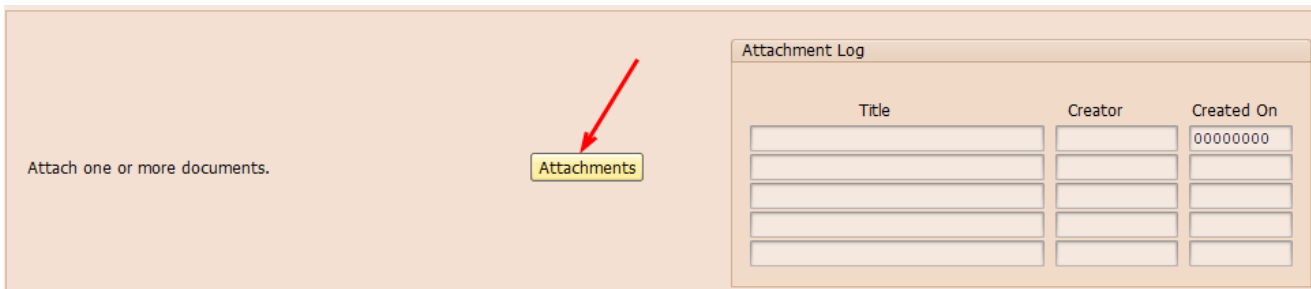 Attachment Log
Title Creator Created On
00000000
Attach one or more documents.
Attachments